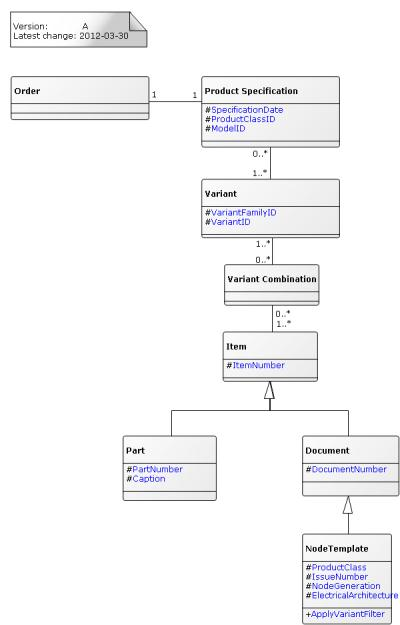 Version: A
Latest change: 2012-03-30
Order
1 1
Product Specification
#SpecificationDate
#ProductClassID
#ModelID
0..*
1..*
Variant
#VariantFamilyID
#VariantID
1..*
0..*
Variant Combination
0..*
1..*
Item
#ItemNumber
Part
#PartNumber
#Caption
Document
#DocumentNumber
NodeTemplate
#ProductClass
#IssueNumber
#NodeGeneration
#ElectricalArchitecture
+ApplyVariantFilter